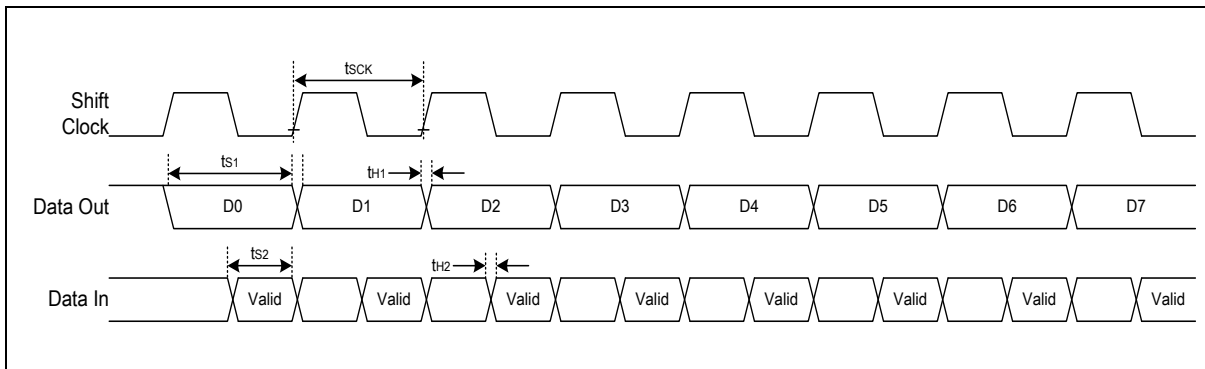 tSCK
Shift
Clock
tS1
tH1
Data Out
D0 D1 D2 D3 D4 D5 D6 D7
tS2
tH2
Data In
Valid Valid Valid Valid Valid Valid Valid Valid